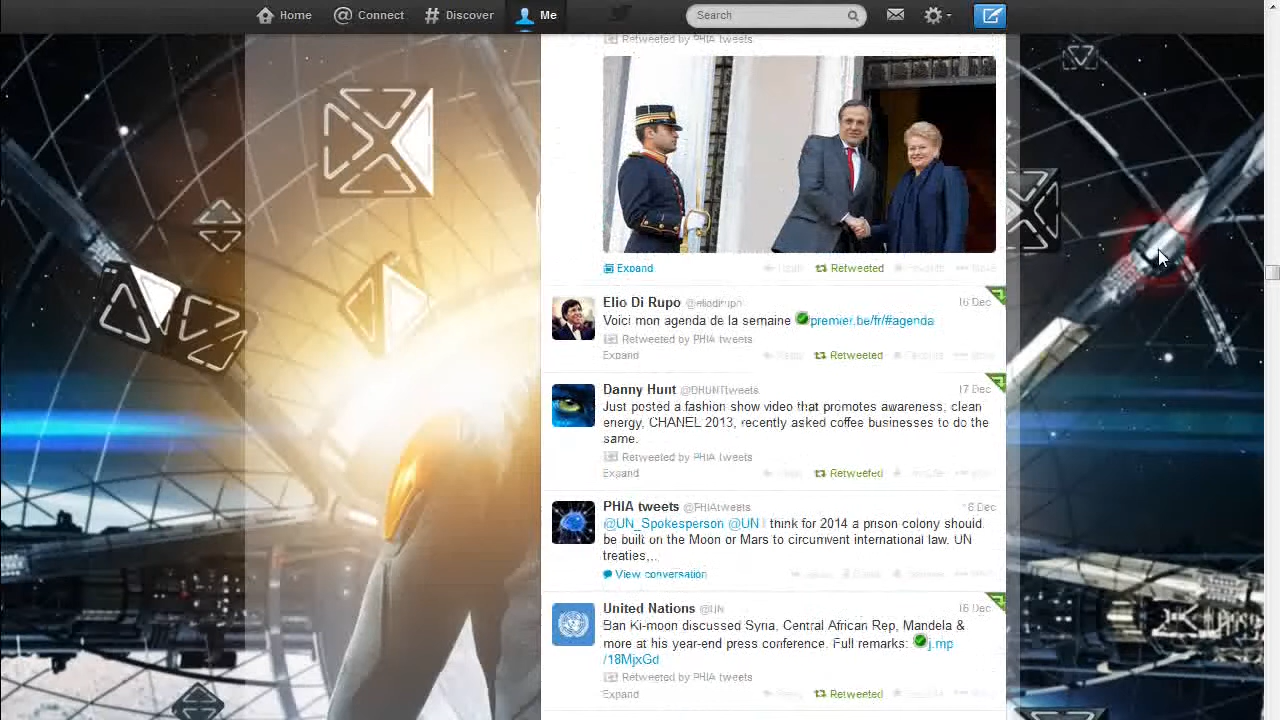 Home
Connect
Discover
Me
Search
Retweeted by PHIA tweets
Expand
Retweeted
Elio Di Rupo @eliodirupo
16 Dec
Voici mon agenda de la semaine premier.be/fr/#agenda
Retweeted by PHIA tweets
Expand
Retweeted
Danny Hunt @DHUNTtweets
17 Dec
Just posted a fashion show video that promotes awareness, clean
energy, CHANEL 2013, recently asked coffee businesses to do the
same.
Retweeted by PHIA tweets
Expand
Retweeted
PHIA tweets @PHIAtweets
Dec
@UN_Spokesperson @UN I think for 2014 a prison colony should
be built on the Moon or Mars to circumvent international law. UN
treaties,..
View conversation
United Nations @UN
16 Dec
Ban Ki-moon discussed Syria, Central African Rep, Mandela &
more at his year-end press conference. Full remarks: j.mp
/18MjxGd
Retweeted by PHIA tweets
Expand
Retweeted